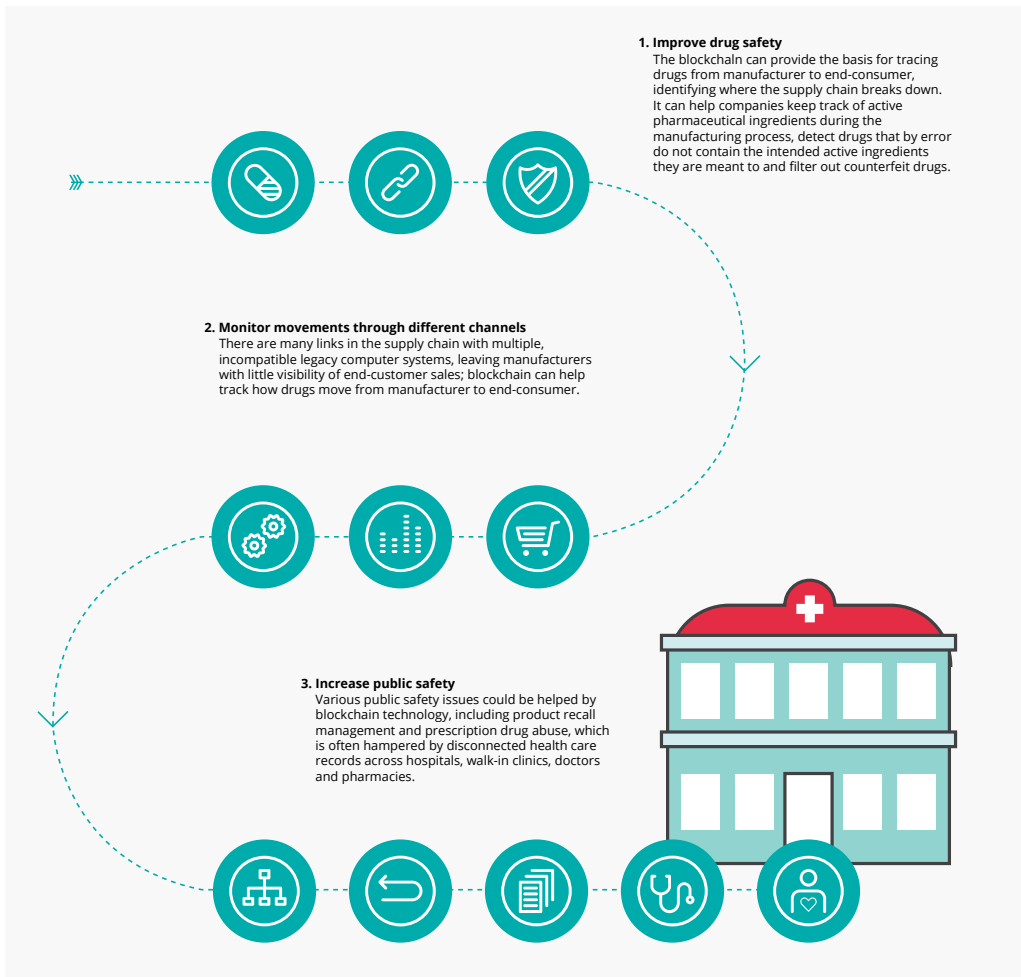 1. Improve drug safety
The blockchain can provide the basis for tracing
drugs from manufacturer to end-consumer,
identifying where the supply chain breaks down.
It can help companies keep track of active
pharmaceutical ingredients during the
manufacturing process, detect drugs that by error
do not contain the intended active ingredients
they are meant to and filter out counterfeit drugs.
2. Monitor movements through different channels
There are many links in the supply chain with multiple,
incompatible legacy computer systems, leaving manufacturers
with little visibility of end-customer sales; blockchain can help
track how drugs move from manufacturer to end-consumer.
3. Increase public safety
Various public safety issues could be helped by
blockchain technology, including product recall
management and prescription drug abuse, which
is often hampered by disconnected health care
records across hospitals, walk-in clinics, doctors
and pharmacies.